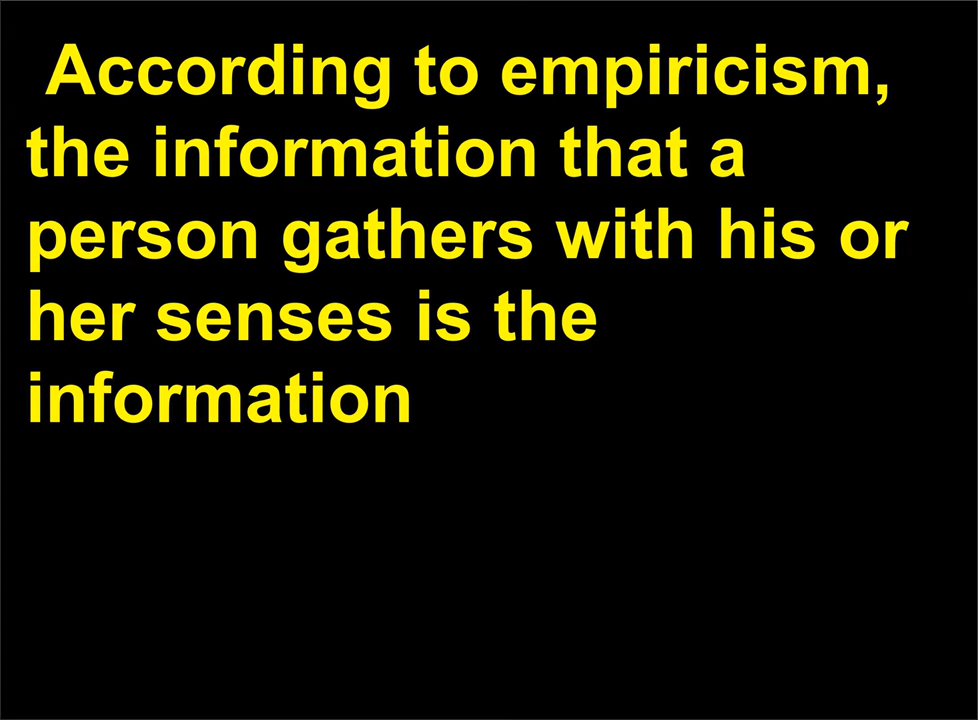 According to empiricism,
the information that a
person gathers with his or
her senses is the
information